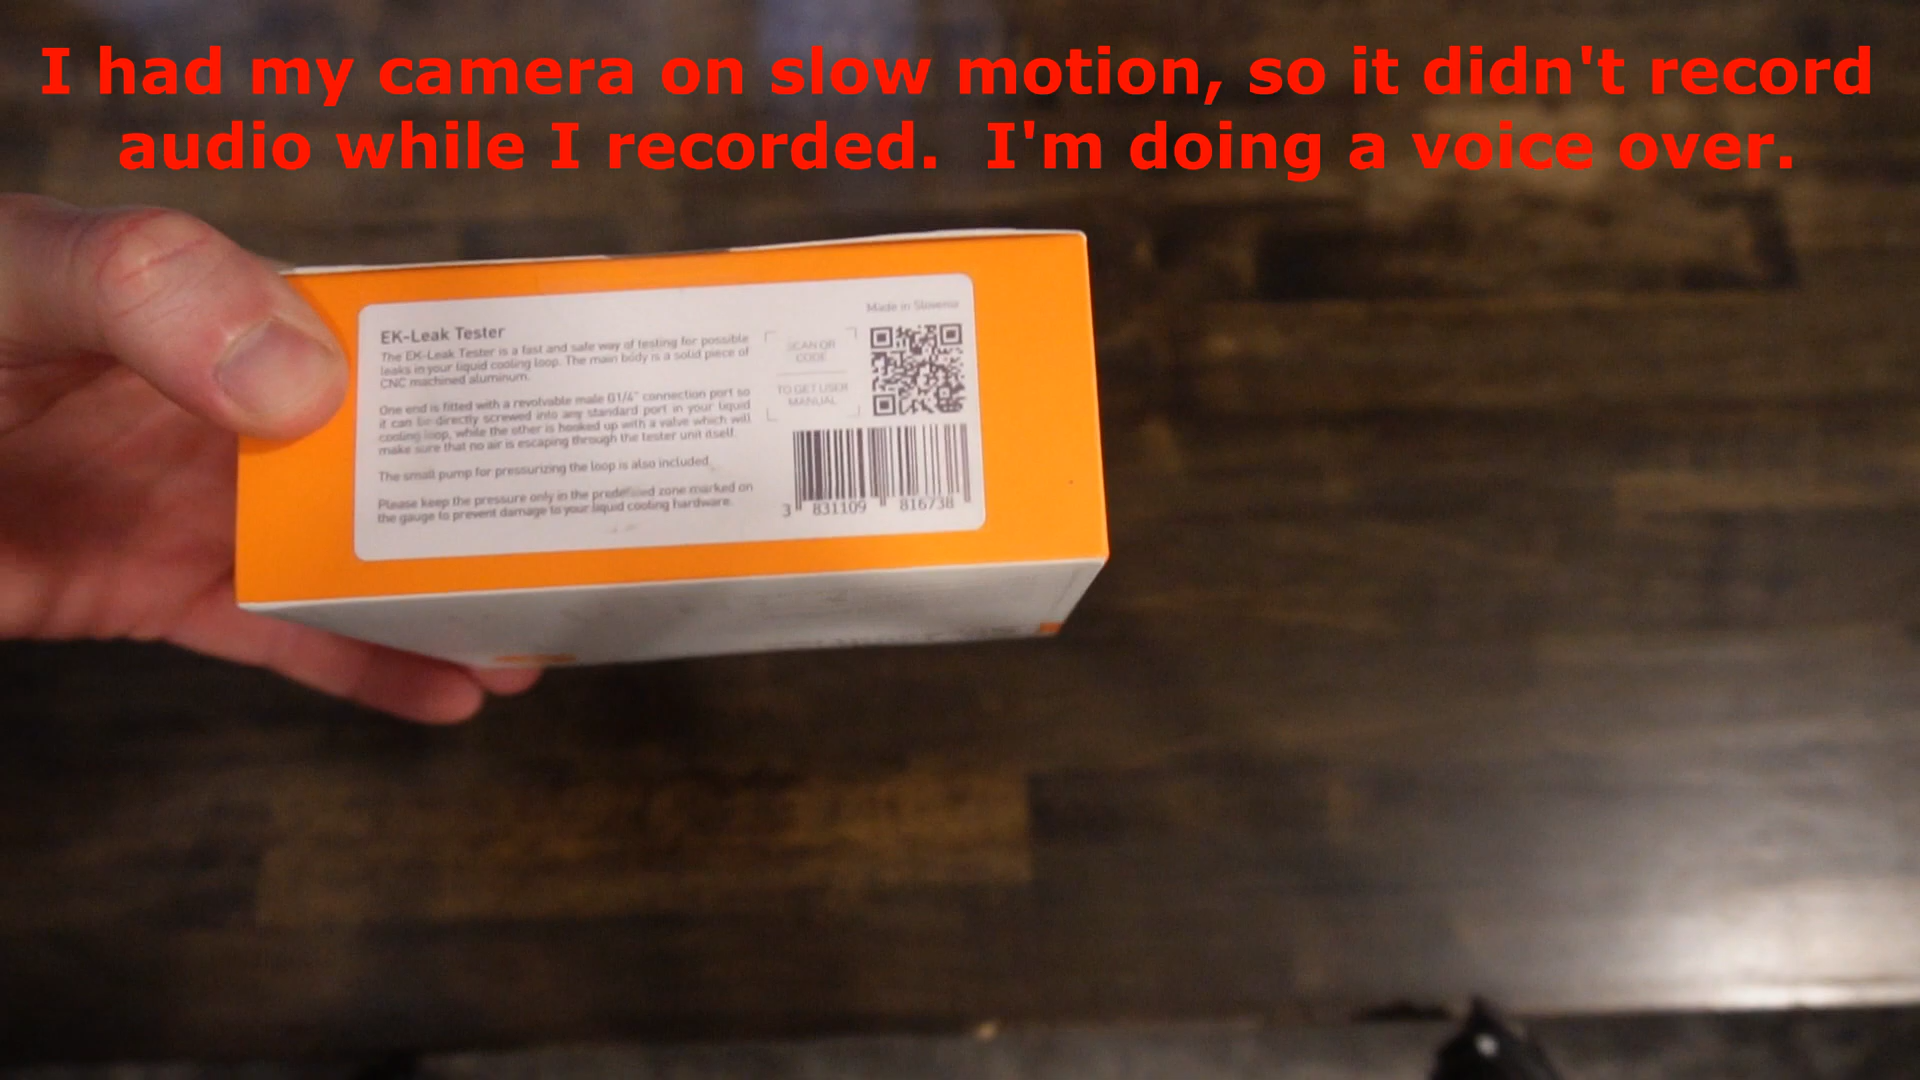 I had my camera on slow motion, so it didn't record
audio while I recorded. I'm doing a voice over.
Made in Slovenia
EK-Leak Tester
The EK-Leak Tester is a fast and safe way of testing for possible
leaks in your liquid cooling loop. The main body is a solid piece of
CNC machined aluminum.
One end is fitted with a revolvable male G1/4" connection port so
it can be directly screwed into any standard port in your liquid
cooling loop, while the other is hooked up with a valve which will
make sure that no air is escaping through the tester unit itself.
The small pump for pressurizing the loop is also included.
Please keep the pressure only in the predefined zone marked on
the gauge to prevent damage to your liquid cooling hardware.
SCAN QR
CODE
TO GET USER
MANUAL
3 831109 816738